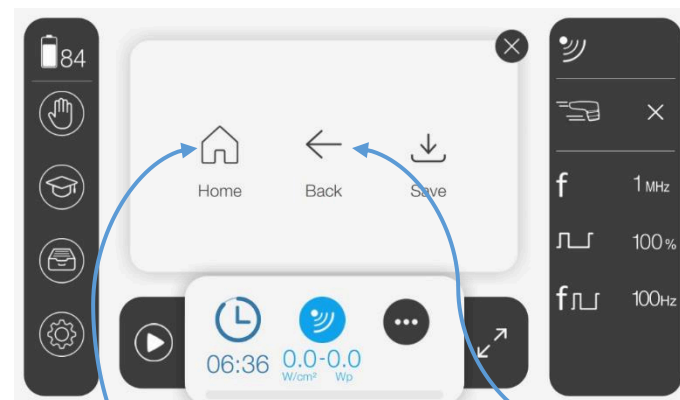 84
Home
Back
Save
06:36
0.0-0.0
W/cm² Wp
f 1 MHz
100 %
f 100Hz